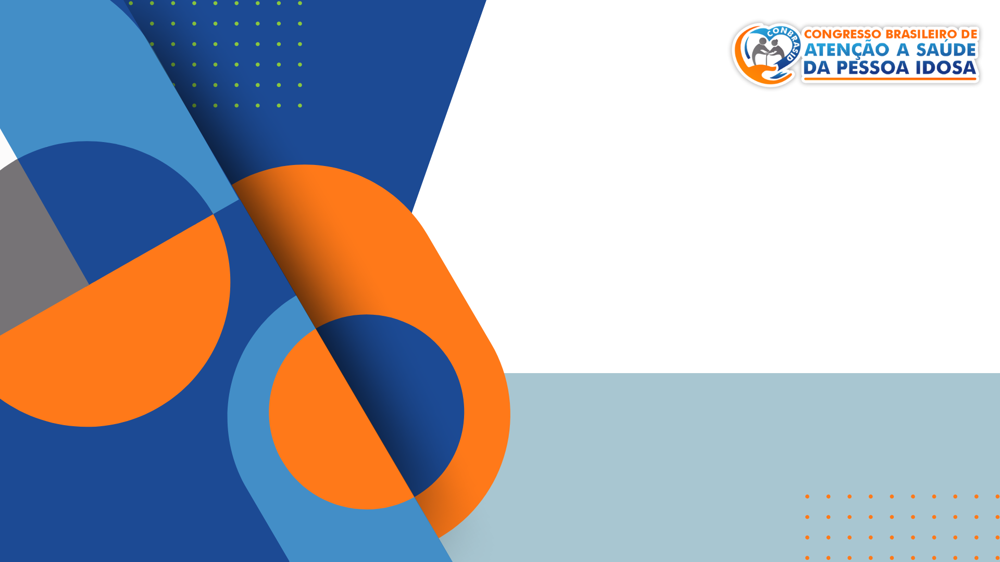 CONBRASID
CONGRESSO BRASILEIRO DE
ATENÇÃO A SAÚDE
DA PESSOA IDOSA